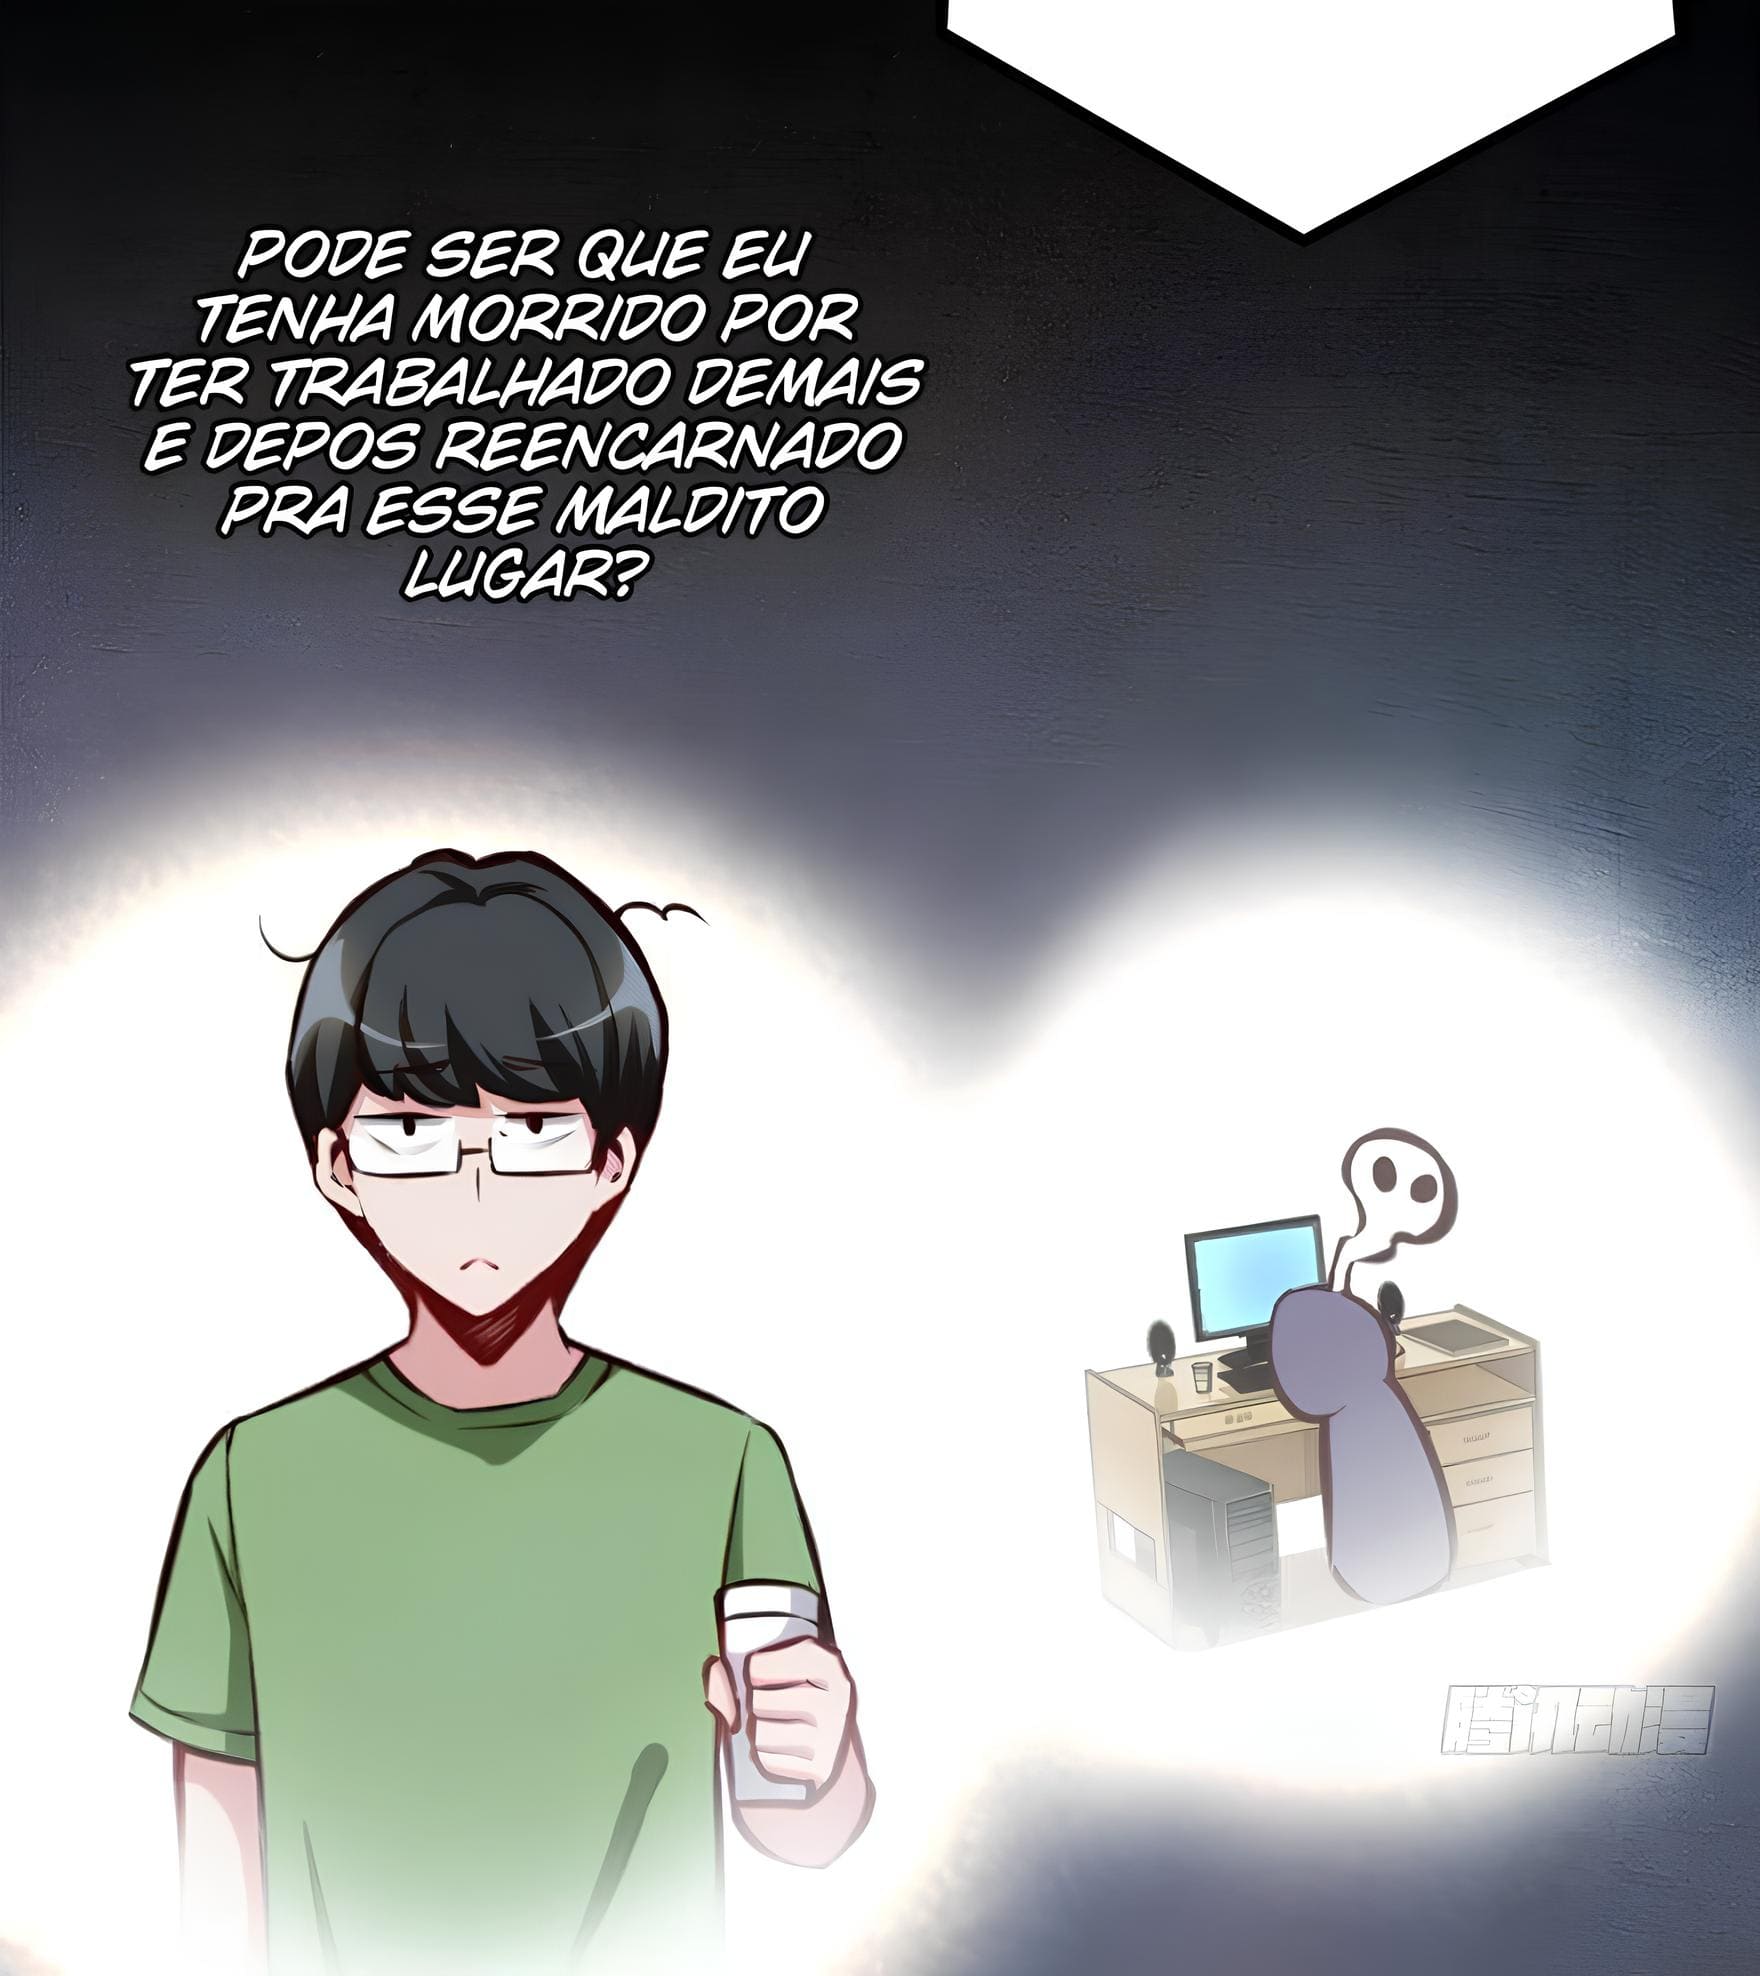 PODE SER QUE EU
TENHA MORRIDO POR
TER TRABALHADO DEMAIS
E DEPOS REENCARNADO
PRA ESSE MALDITO
LUGAR?